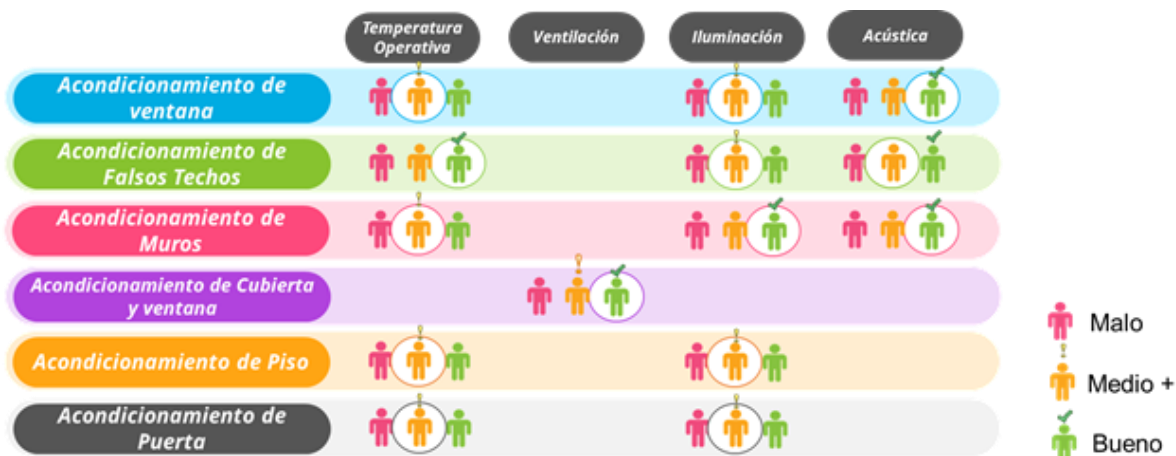 Temperatura
Operativa
Ventilación
Iluminación
Acústica
Acondicionamiento de
ventana
Acondicionamiento de
Falsos Techos
Acondicionamiento de
Muros
Acondicionamiento de Cubierta
y ventana
Acondicionamiento de Piso
Acondicionamiento de
Puerta
Malo
Medio +
Bueno